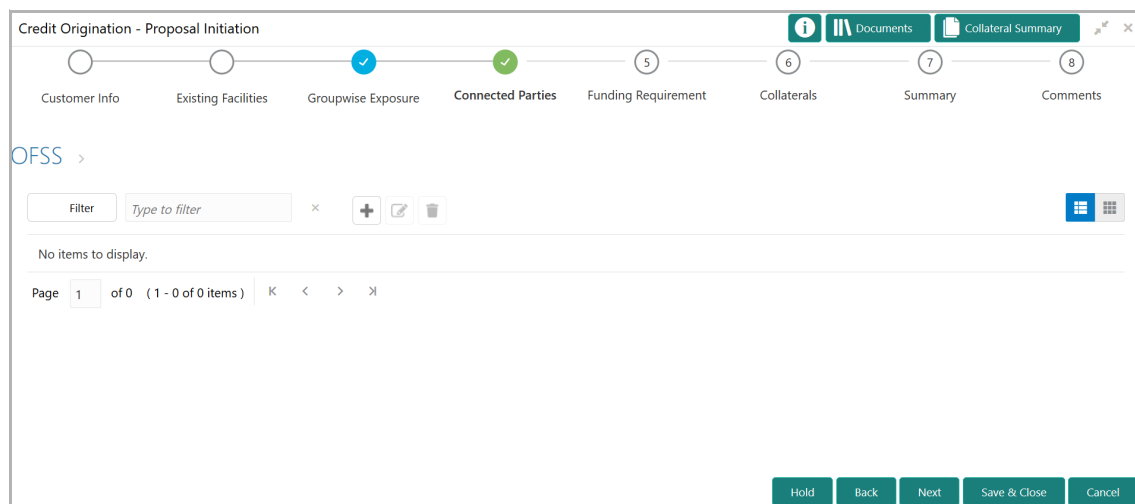 Credit Origination - Proposal Initiation
i Documents Collateral Summary
5 6 7 8
Customer Info Existing Facilities Groupwise Exposure Connected Parties Funding Requirement Collaterals Summary Comments
OFSS
Filter Type to filter
No items to display.
Page 1 of 0 ( 1 - 0 of 0 items )
Hold Back Next Save & Close Cancel